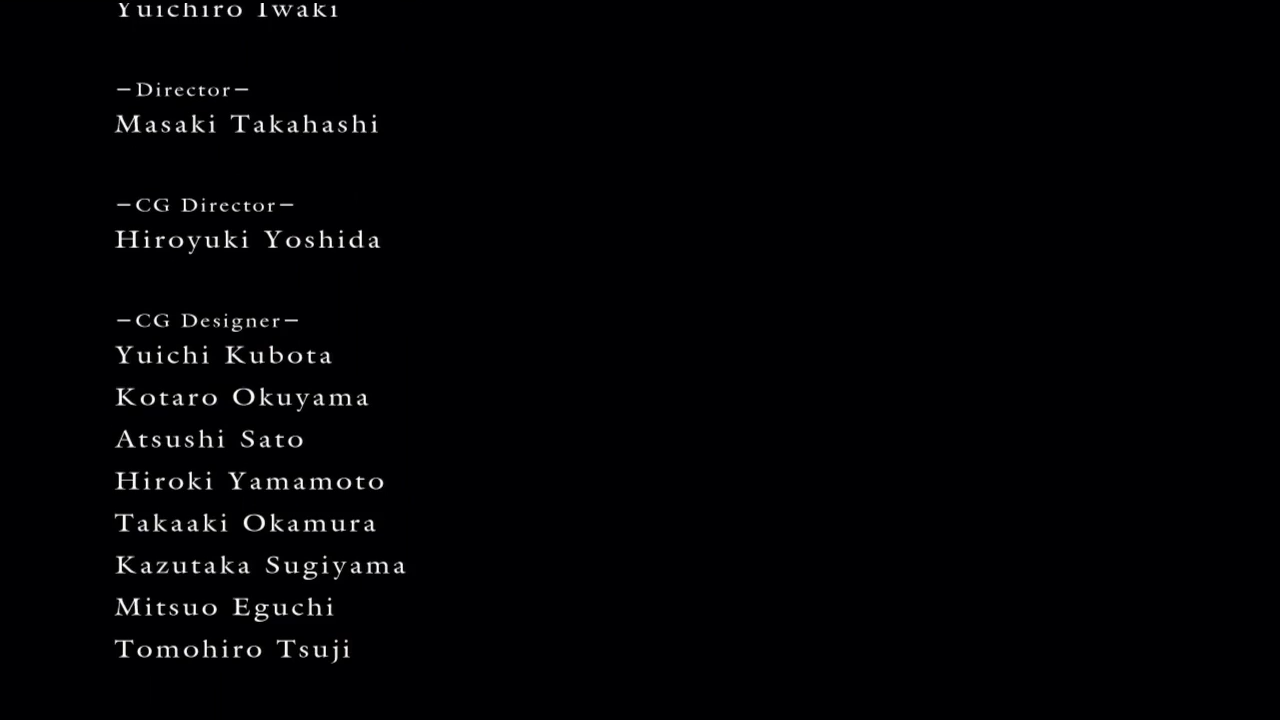 Yuichiro Iwaki
−Director−
Masaki Takahashi
−CG Director−
Hiroyuki Yoshida
−CG Designer−
Yuichi Kubota
Kotaro Okuyama
Atsushi Sato
Hiroki Yamamoto
Takaaki Okamura
Kazutaka Sugiyama
Mitsuo Eguchi
Tomohiro Tsuji